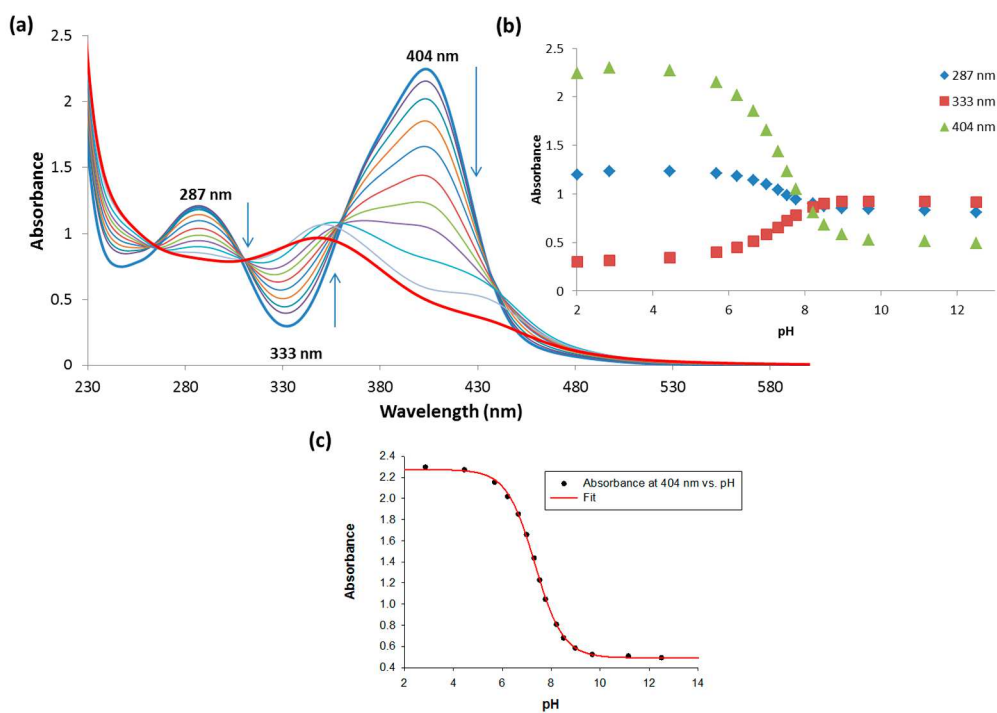 (a)
Absorbance
2.5
2
1.5
1
0.5
0
287 nm
404 nm
333 nm
230
280
330
380
430
480
530
580
Wavelength (nm)
(b)
Absorbance
2.5
2
1.5
1
0.5
0
2
4
6
8
10
12
pH
287 nm
333 nm
404 nm
(c)
Absorbance
2.4
2.2
2.0
1.8
1.6
1.4
1.2
1.0
0.8
0.6
0.4
Absorbance at 404 nm vs. pH
Fit
2
4
6
8
10
12
14
pH